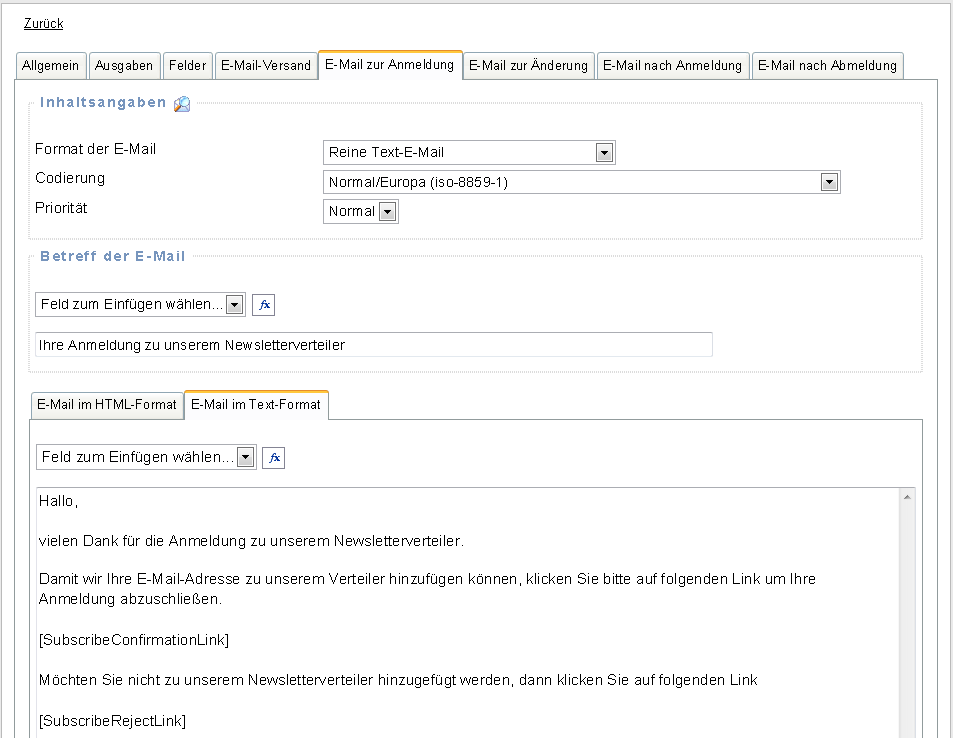 Zurück
Allgemein Ausgaben Felder E-Mail-Versand E-Mail zur Anmeldung E-Mail zur Änderung E-Mail nach Anmeldung E-Mail nach Abmeldung
Inhaltsangaben
Format der E-Mail Reine Text-E-Mail
Codierung Normal/Europa (iso-8859-1)
Priorität Normal
Betreff der E-Mail
Feld zum Einfügen wählen... fx
Ihre Anmeldung zu unserem Newsletterverteiler
E-Mail im HTML-Format E-Mail im Text-Format
Feld zum Einfügen wählen... fx
Hallo,
vielen Dank für die Anmeldung zu unserem Newsletterverteiler.
Damit wir Ihre E-Mail-Adresse zu unserem Verteiler hinzufügen können, klicken Sie bitte auf folgenden Link um Ihre
Anmeldung abzuschließen.
[SubscribeConfirmationLink]
Möchten Sie nicht zu unserem Newsletterverteiler hinzugefügt werden, dann klicken Sie auf folgenden Link
[SubscribeRejectLink]